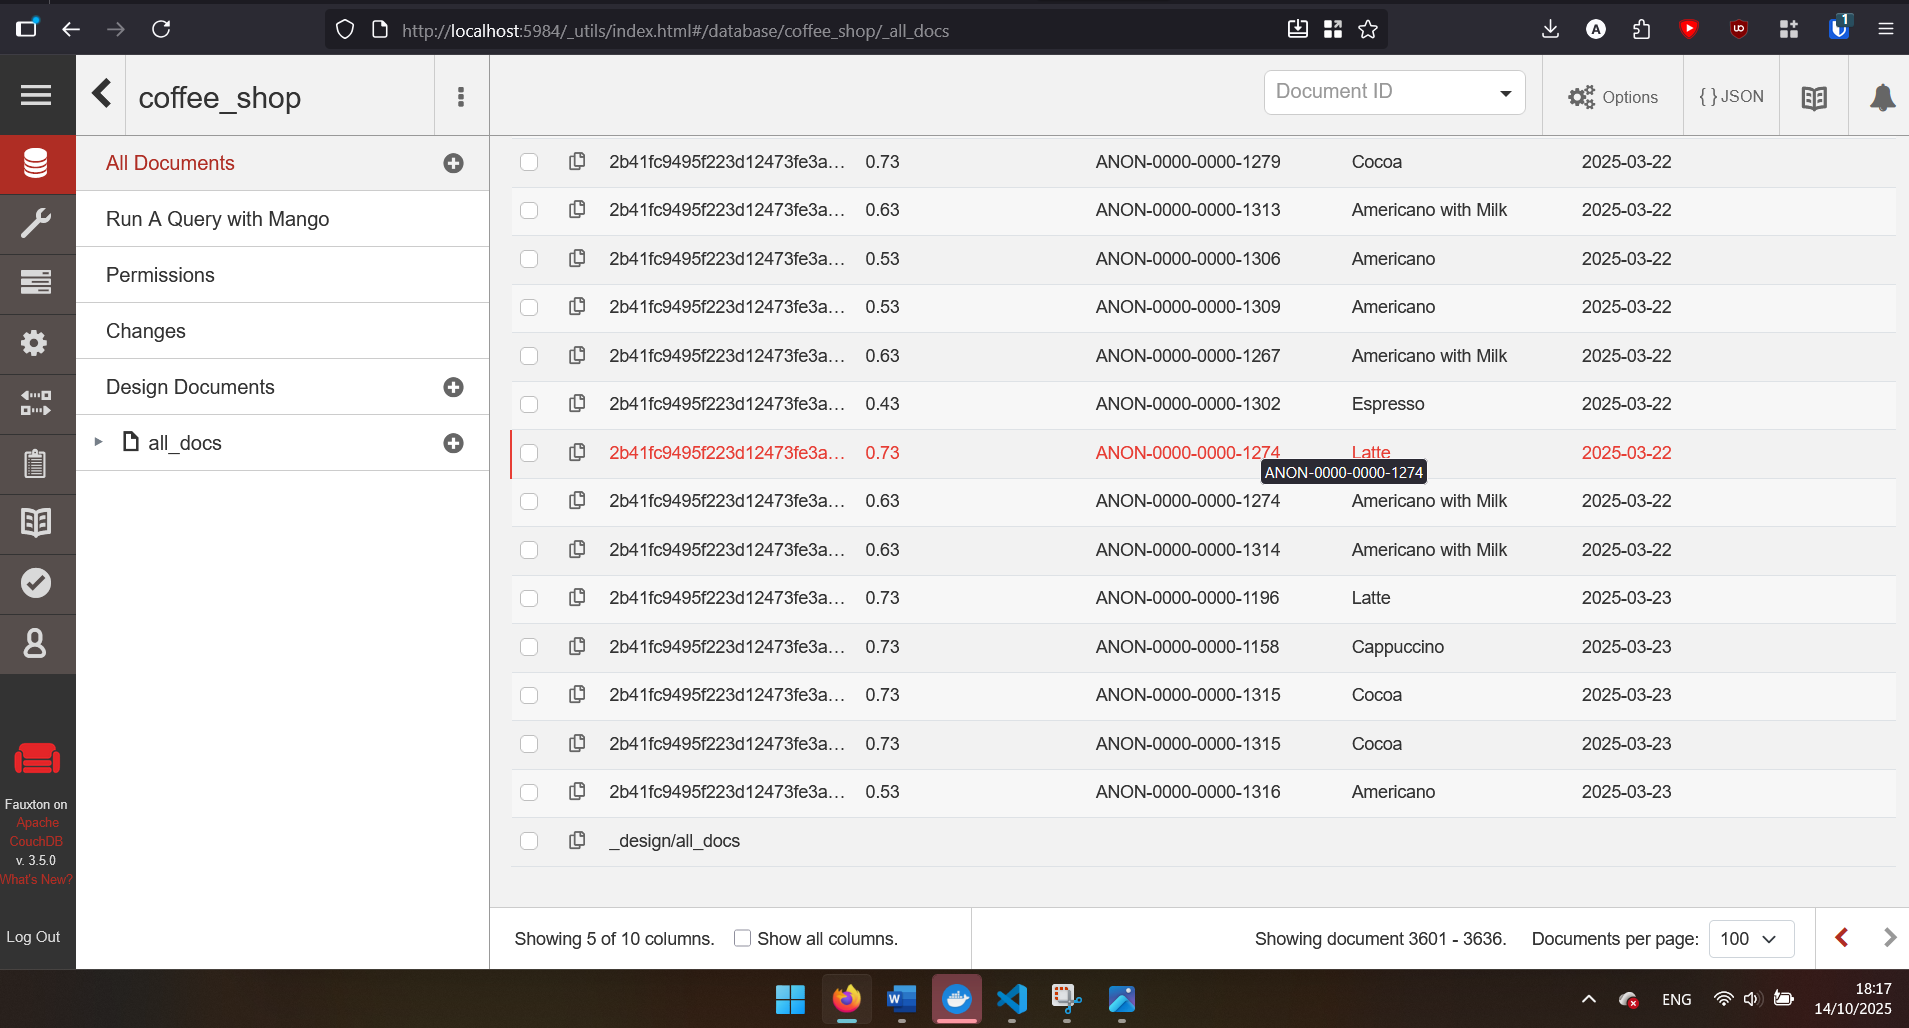 http://localhost:5984/_utils/index.html#/database/coffee_shop/_all_docs
1
coffee_shop
Document ID
Options
{ } JSON
All Documents
Run A Query with Mango
Permissions
Changes
Design Documents
all_docs
2b41fc9495f223d12473fe3a… 0.73 ANON-0000-0000-1279 Cocoa 2025-03-22
2b41fc9495f223d12473fe3a… 0.63 ANON-0000-0000-1313 Americano with Milk 2025-03-22
2b41fc9495f223d12473fe3a… 0.53 ANON-0000-0000-1306 Americano 2025-03-22
2b41fc9495f223d12473fe3a… 0.53 ANON-0000-0000-1309 Americano 2025-03-22
2b41fc9495f223d12473fe3a… 0.63 ANON-0000-0000-1267 Americano with Milk 2025-03-22
2b41fc9495f223d12473fe3a… 0.43 ANON-0000-0000-1302 Espresso 2025-03-22
2b41fc9495f223d12473fe3a… 0.73 ANON-0000-0000-1274 Latte 2025-03-22
ANON-0000-0000-1274
2b41fc9495f223d12473fe3a… 0.63 ANON-0000-0000-1274 Americano with Milk 2025-03-22
2b41fc9495f223d12473fe3a… 0.63 ANON-0000-0000-1314 Americano with Milk 2025-03-22
2b41fc9495f223d12473fe3a… 0.73 ANON-0000-0000-1196 Latte 2025-03-23
2b41fc9495f223d12473fe3a… 0.73 ANON-0000-0000-1158 Cappuccino 2025-03-23
2b41fc9495f223d12473fe3a… 0.73 ANON-0000-0000-1315 Cocoa 2025-03-23
2b41fc9495f223d12473fe3a… 0.73 ANON-0000-0000-1315 Cocoa 2025-03-23
2b41fc9495f223d12473fe3a… 0.53 ANON-0000-0000-1316 Americano 2025-03-23
_design/all_docs
Fauxton on
Apache
CouchDB
v. 3.5.0
What's New?
Log Out
Showing 5 of 10 columns. Show all columns.
Showing document 3601 - 3636. Documents per page: 100
ENG
18:17
14/10/2025